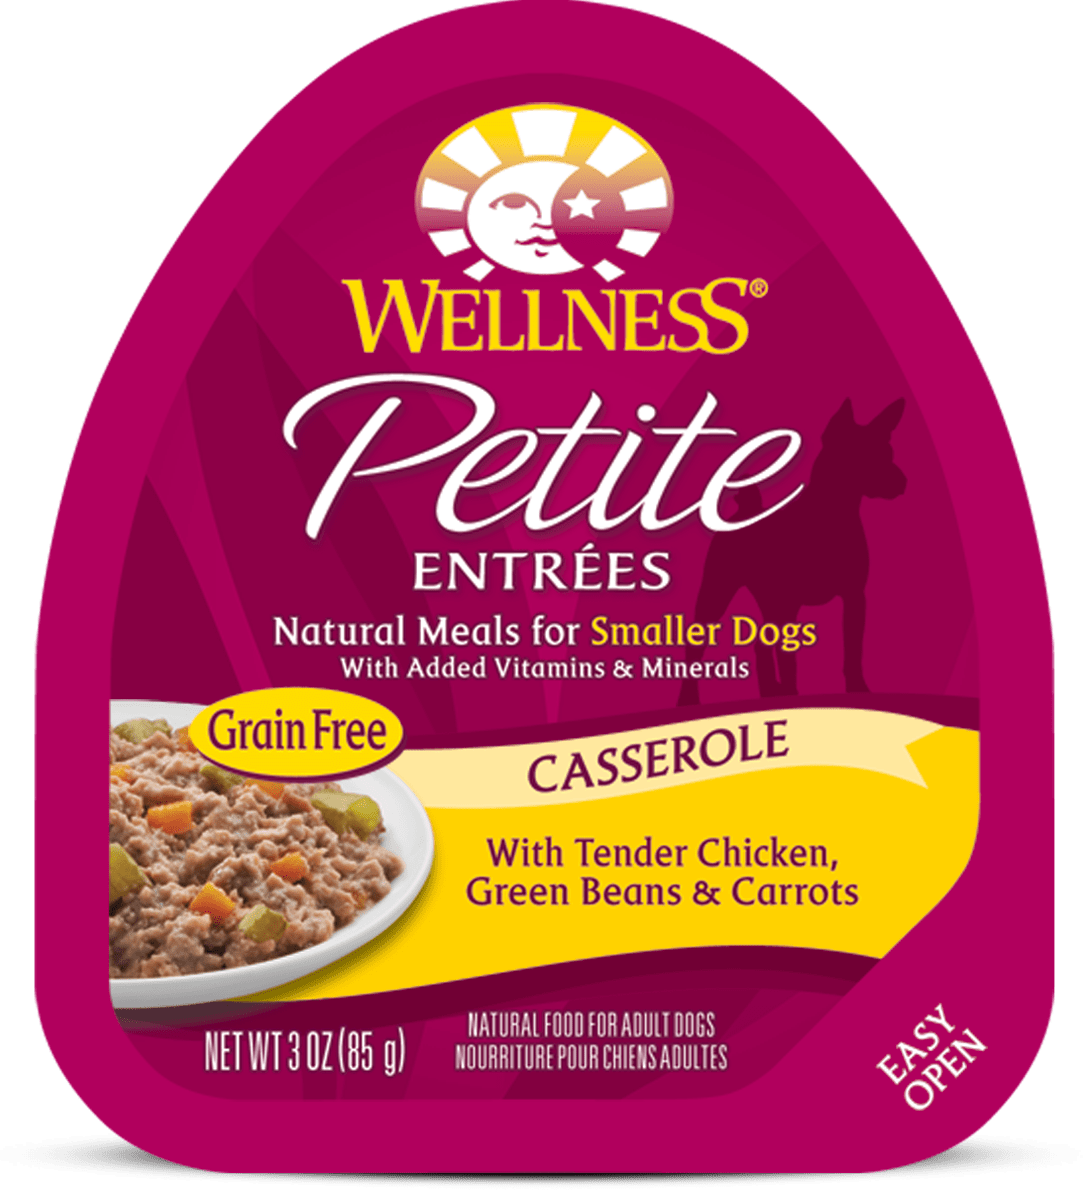 WELLNESS®
Petite
ENTRÉES
Natural Meals for Smaller Dogs
With Added Vitamins & Minerals
Grain Free
CASSEROLE
With Tender Chicken,
Green Beans & Carrots
NET WT 3 OZ (85 g)
NATURAL FOOD FOR ADULT DOGS
NOURRITURE POUR CHIENS ADULTES
EASY
OPEN